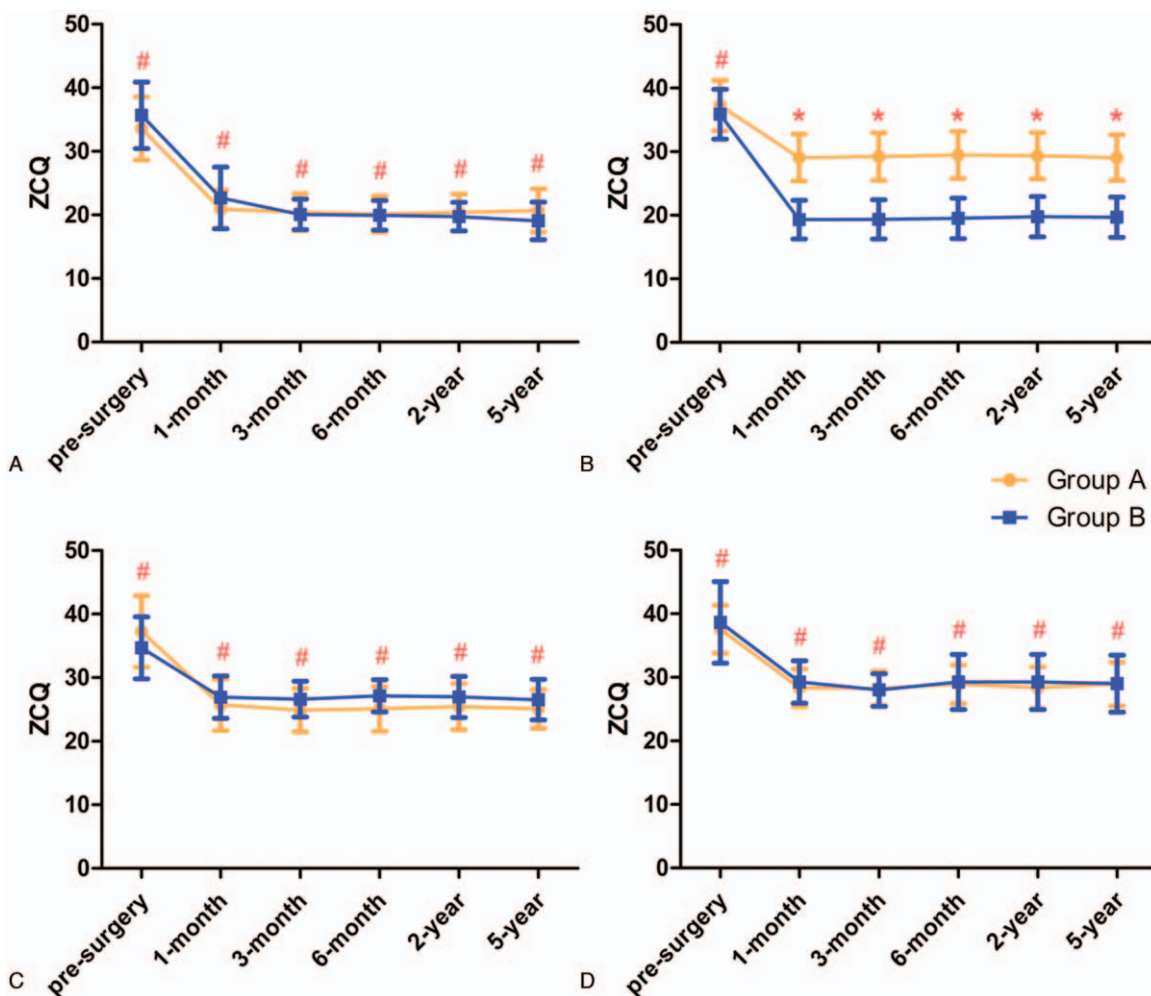 50
40
30
20
10
0
ZCQ
# # # # # #
pre-surgery
1-month
3-month
6-month
2-year
5-year
A
50
40
30
20
10
0
ZCQ
# * * * * *
pre-surgery
1-month
3-month
6-month
2-year
5-year
B
Group A
Group B
50
40
30
20
10
0
ZCQ
# # # # # #
pre-surgery
1-month
3-month
6-month
2-year
5-year
C
50
40
30
20
10
0
ZCQ
# # # # # #
pre-surgery
1-month
3-month
6-month
2-year
5-year
D